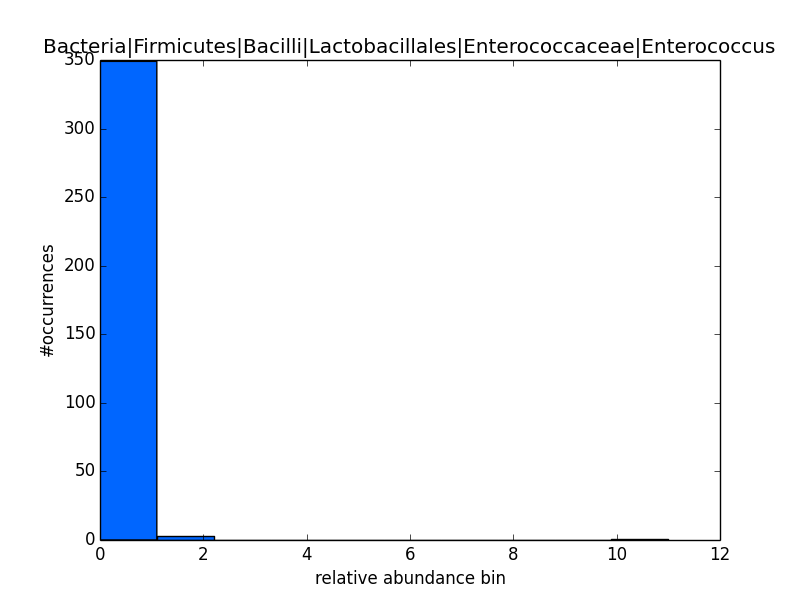 Bacteria|Firmicutes|Bacilli|Lactobacillales|Enterococcaceae|Enterococcus
350
300
250
200
150
100
50
0
#occurrences
0 2 4 6 8 10 12
relative abundance bin